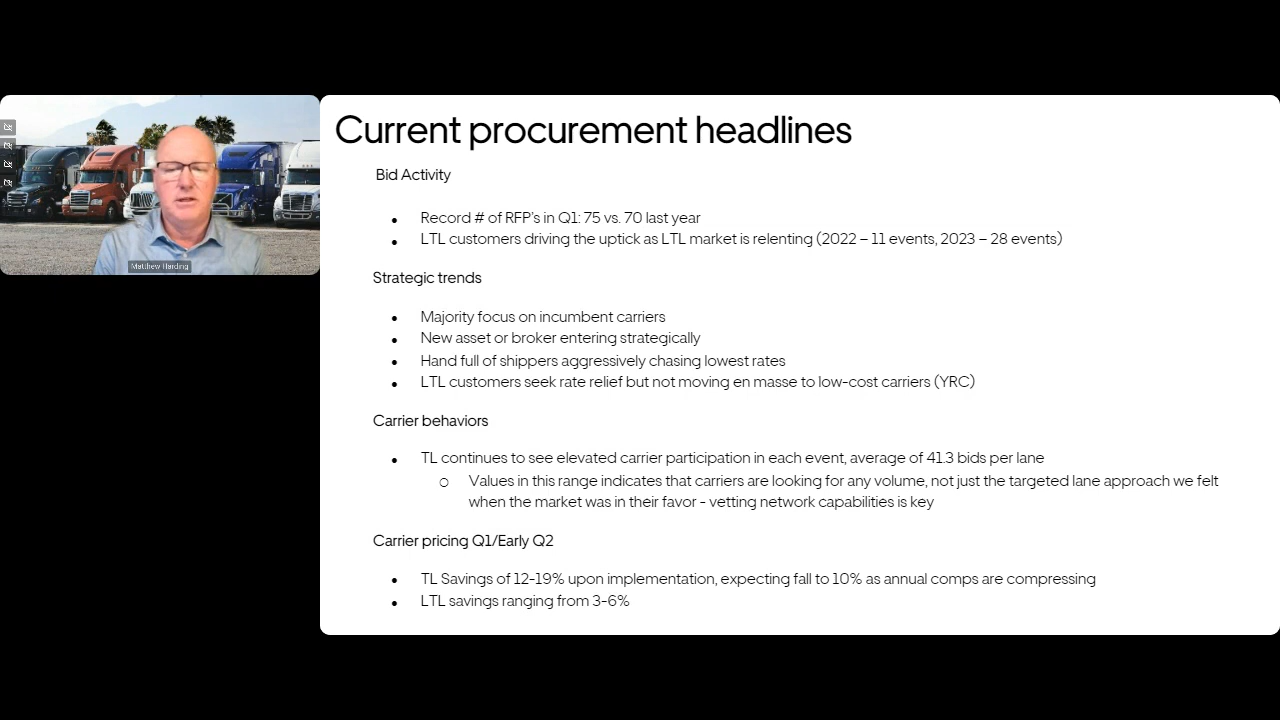 Current procurement headlines
Bid Activity
Record # of RFP's in Q1: 75 vs. 70 last year
LTL customers driving the uptick as LTL market is relenting (2022 – 11 events, 2023 – 28 events)
Strategic trends
Majority focus on incumbent carriers
New asset or broker entering strategically
Hand full of shippers aggressively chasing lowest rates
LTL customers seek rate relief but not moving en masse to low-cost carriers (YRC)
Carrier behaviors
TL continues to see elevated carrier participation in each event, average of 41.3 bids per lane
Values in this range indicates that carriers are looking for any volume, not just the targeted lane approach we felt
when the market was in their favor - vetting network capabilities is key
Carrier pricing Q1/Early Q2
TL Savings of 12-19% upon implementation, expecting fall to 10% as annual comps are compressing
LTL savings ranging from 3-6%
Matthew Harding